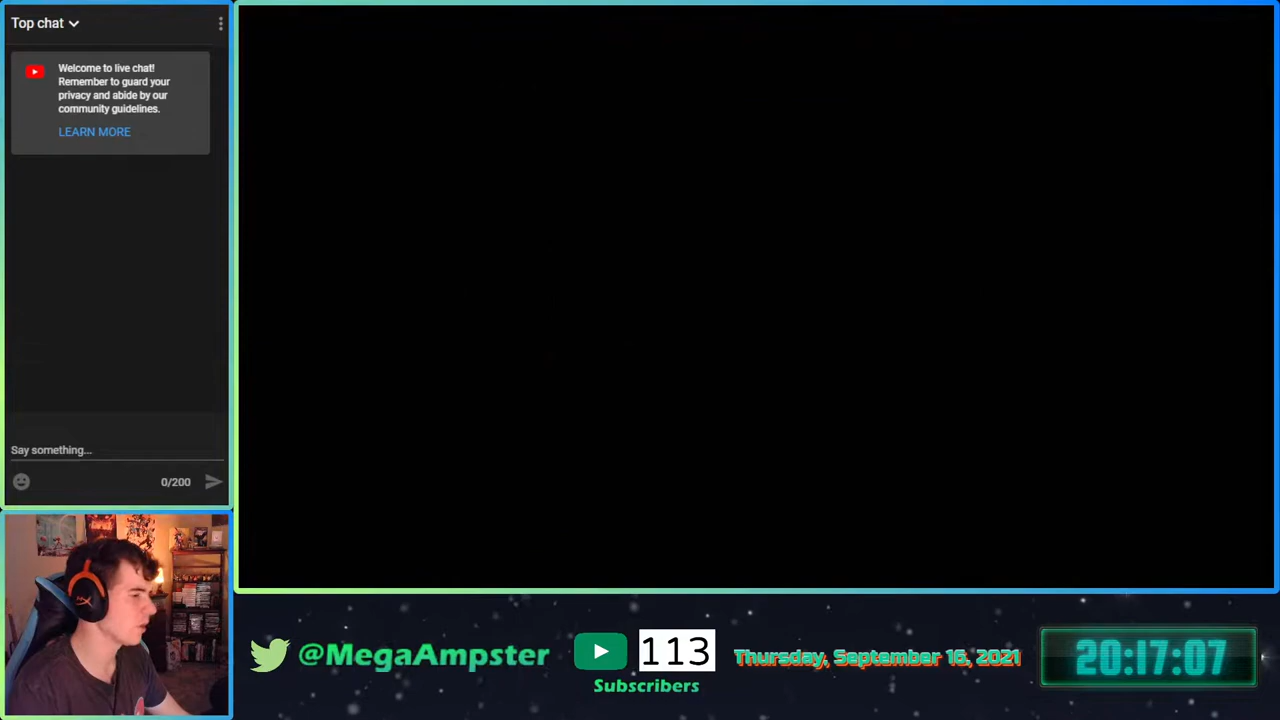 Top chat
Welcome to live chat!
Remember to guard your
privacy and abide by our
community guidelines.
LEARN MORE
Say something...
0/200
@MegaAmpster
113
Subscribers
Thursday, September 16, 2021
20:17:07